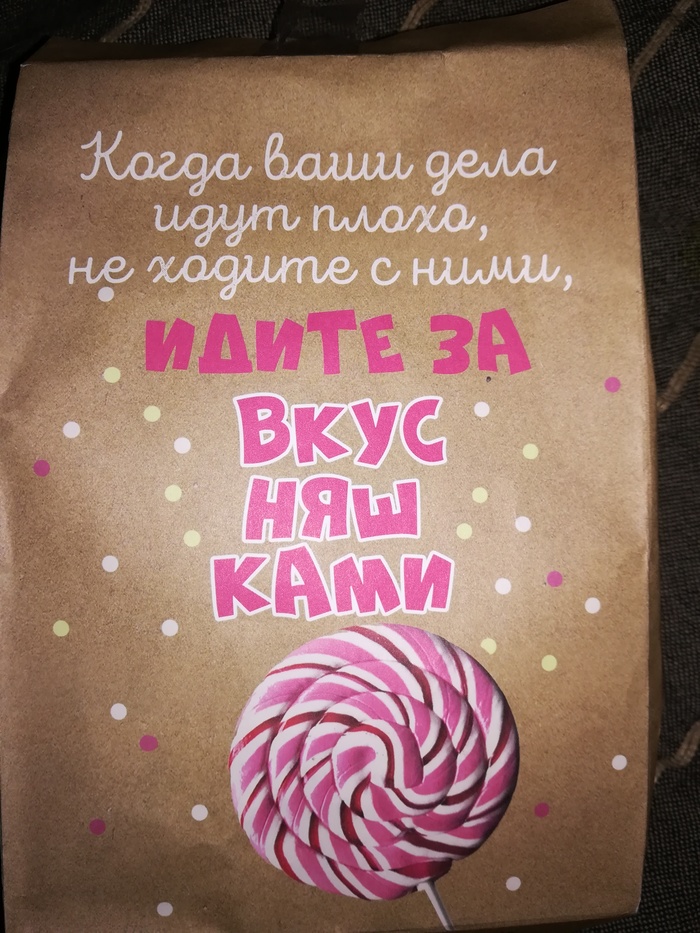 Когда ваши дела
идут плохо,
не ходите с ними,
ИДИТЕ ЗА
ВКУС
НЯШ
КАМИ